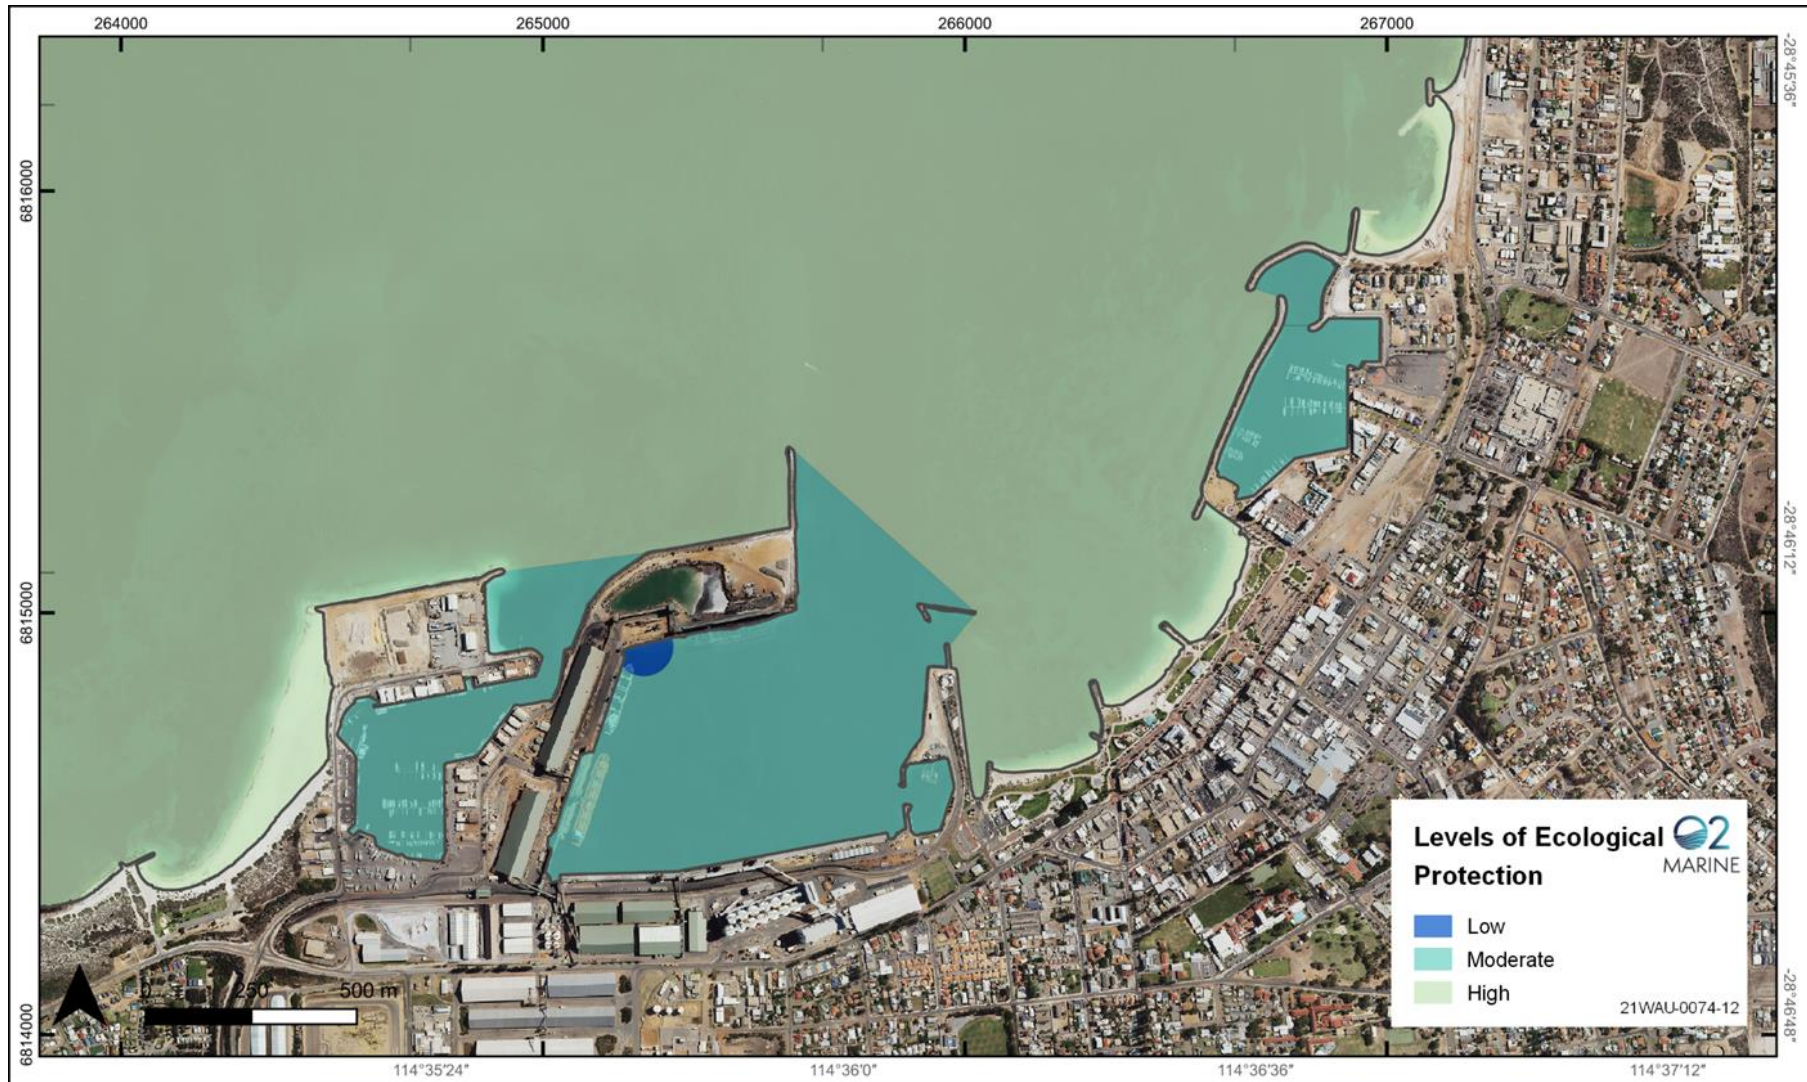 264000
265000
266000
267000
-28°45'36"
6816000
-28°46'12"
6815000
Levels of Ecological
Protection
O2
MARINE
Low
Moderate
High
21WAU-0074-12
0 250 500 m
6814000
-28°46'48"
114°35'24"
114°36'0"
114°36'36"
114°37'12"